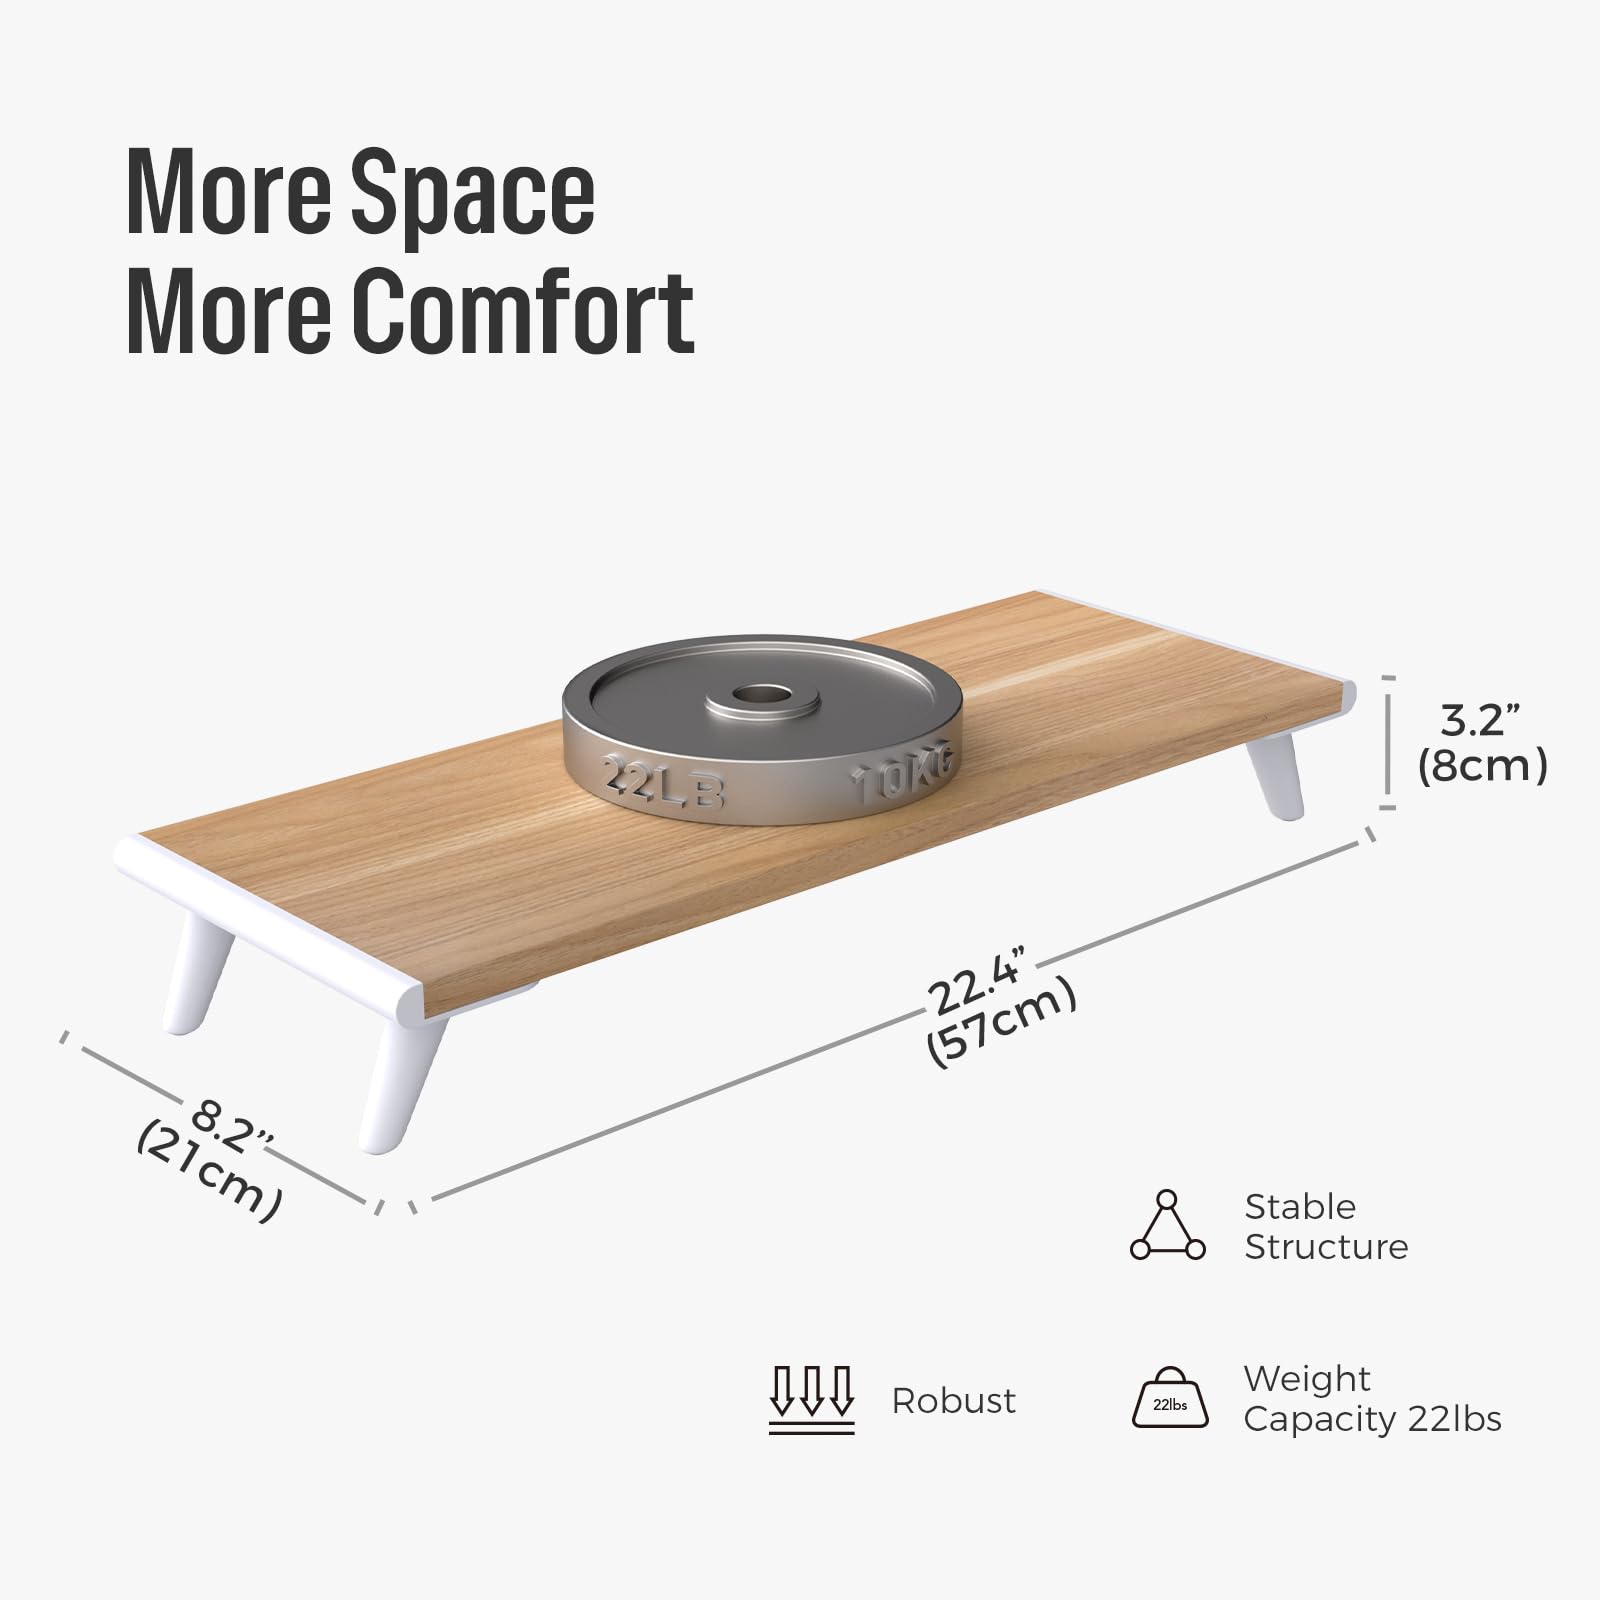 More Space
More Comfort
22LB
10KG
3.2”
(8cm)
22.4”
(57cm)
8.2”
(21cm)
Stable
Structure
Robust
22lbs
Weight
Capacity 22lbs